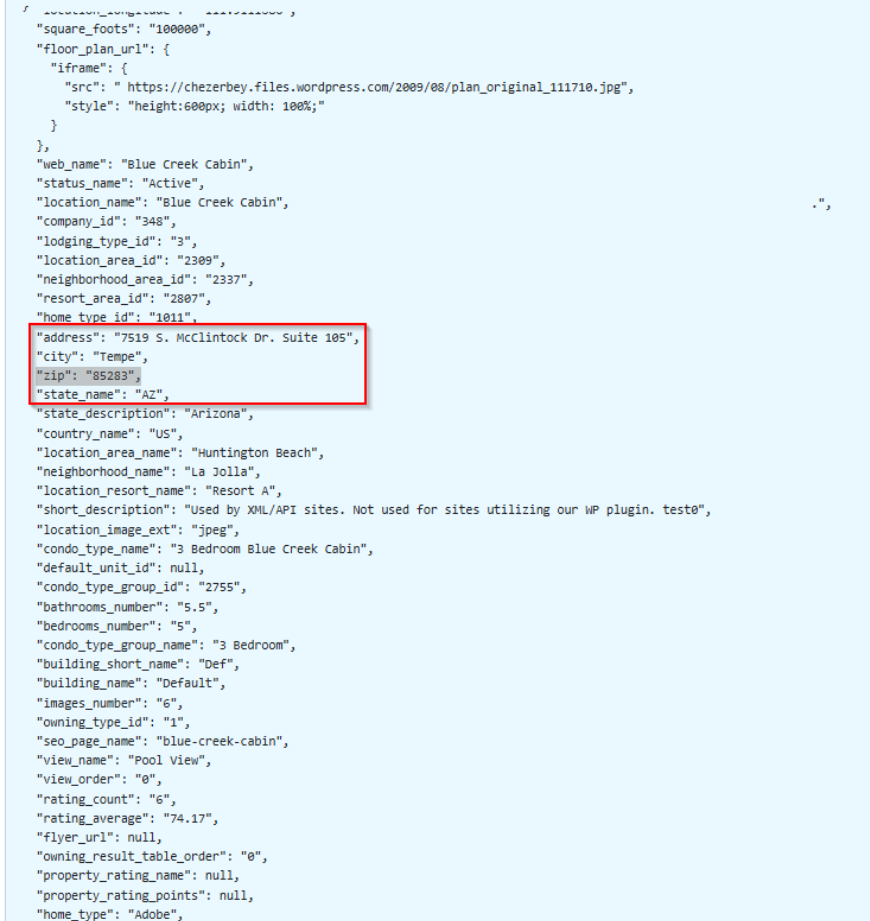 "square_foots": "100000",
"floor_plan_url": {
"iframe": {
"src": " https://chezerbey.files.wordpress.com/2009/08/plan_original_111710.jpg",
"style": "height:600px; width: 100%;"
}
},
"web_name": "Blue Creek Cabin",
"status_name": "Active",
"location_name": "Blue Creek Cabin", .",
"company_id": "348",
"lodging_type_id": "3",
"location_area_id": "2309",
"neighborhood_area_id": "2337",
"resort_area_id": "2807",
"home_type_id": "1011",
"address": "7519 S. McClintock Dr. Suite 105",
"city": "Tempe",
"zip": "85283",
"state_name": "AZ",
"state_description": "Arizona",
"country_name": "US",
"location_area_name": "Huntington Beach",
"neighborhood_name": "La Jolla",
"location_resort_name": "Resort A",
"short_description": "Used by XML/API sites. Not used for sites utilizing our WP plugin. test0",
"location_image_ext": "jpeg",
"condo_type_name": "3 Bedroom Blue Creek Cabin",
"default_unit_id": null,
"condo_type_group_id": "2755",
"bathrooms_number": "5.5",
"bedrooms_number": "5",
"condo_type_group_name": "3 Bedroom",
"building_short_name": "Def",
"building_name": "Default",
"images_number": "6",
"owning_type_id": "1",
"seo_page_name": "blue-creek-cabin",
"view_name": "Pool View",
"view_order": "0",
"rating_count": "6",
"rating_average": "74.17",
"flyer_url": null,
"owning_result_table_order": "0",
"property_rating_name": null,
"property_rating_points": null,
"home_type": "Adobe",